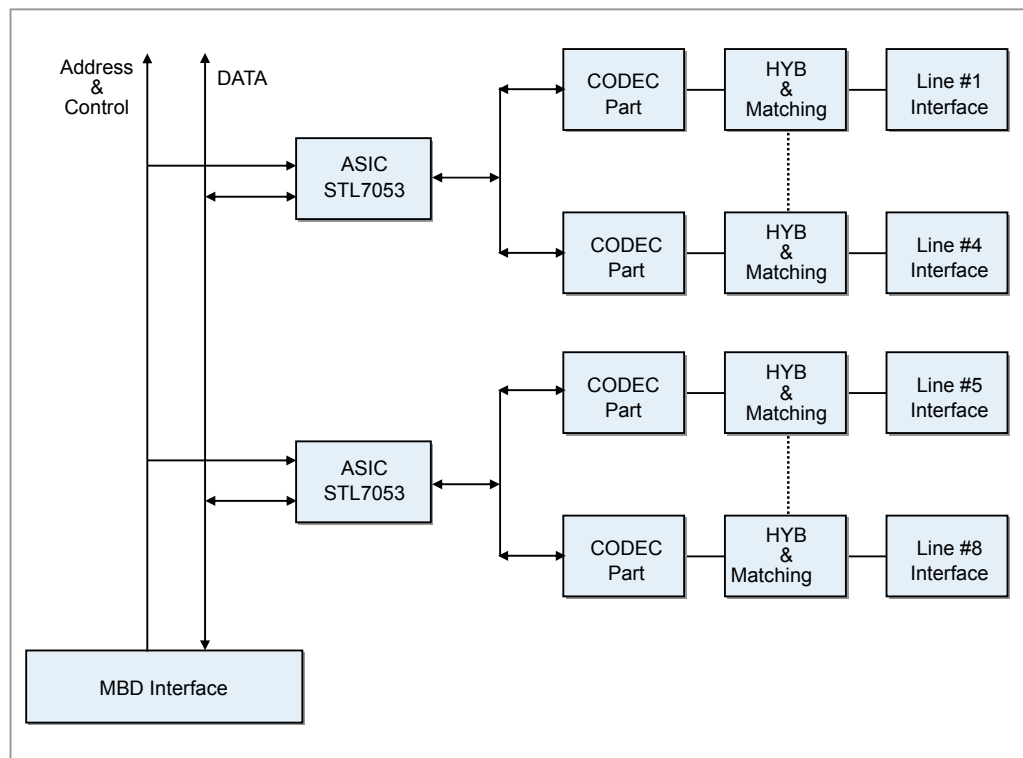 Address
&
Control
DATA
CODEC
Part
HYB
&
Matching
Line #1
Interface
ASIC
STL7053
CODEC
Part
HYB
&
Matching
Line #4
Interface
CODEC
Part
HYB
&
Matching
Line #5
Interface
ASIC
STL7053
CODEC
Part
HYB
&
Matching
Line #8
Interface
MBD Interface